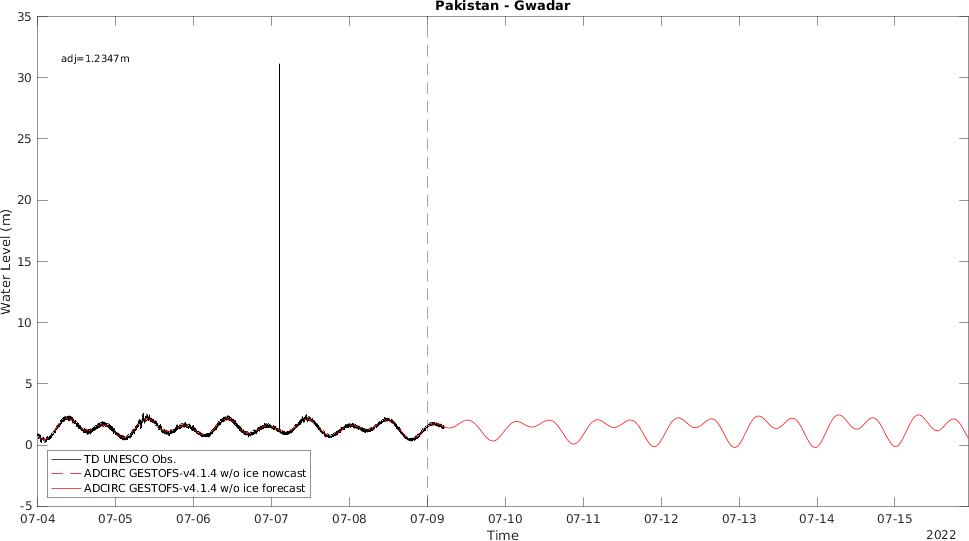 Pakistan - Gwadar
35
adj=1.2347m
30
25
20
15
10
5
0
-5
Water Level (m)
TD UNESCO Obs.
ADCIRC GESTOFS-v4.1.4 w/o ice nowcast
ADCIRC GESTOFS-v4.1.4 w/o ice forecast
07-04 07-05 07-06 07-07 07-08 07-09 07-10 07-11 07-12 07-13 07-14 07-15
Time
2022